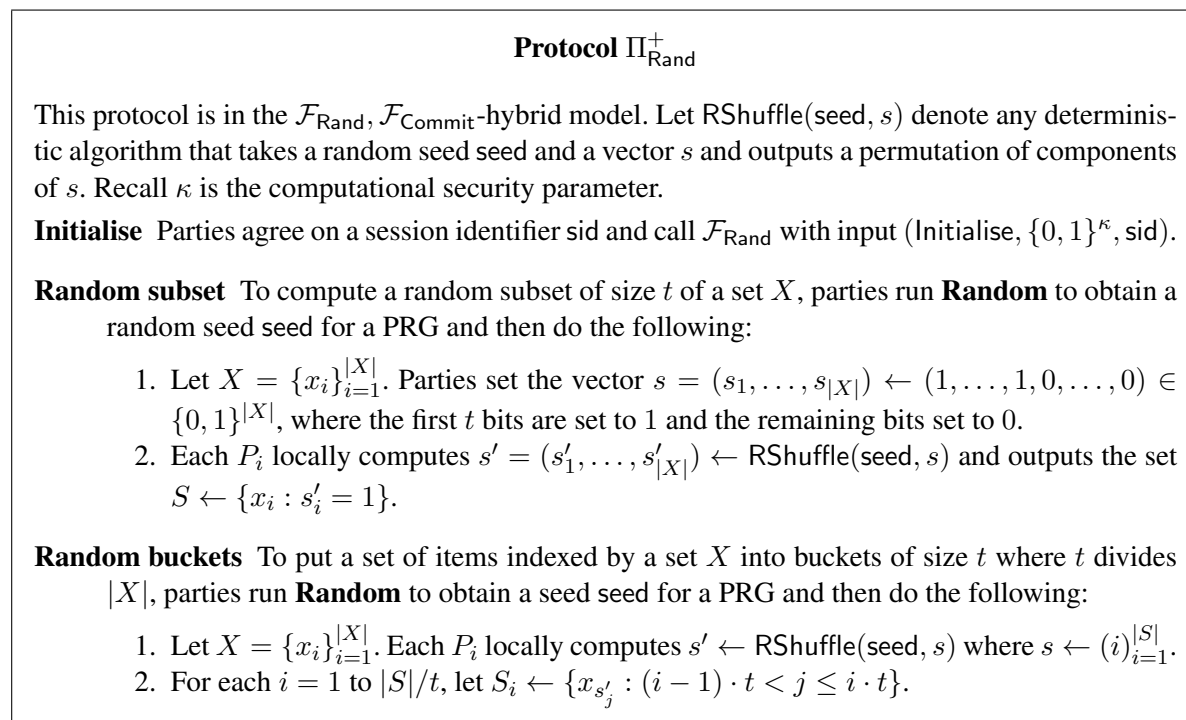 Protocol Π⁺_Rand
This protocol is in the F_Rand, F_Commit-hybrid model. Let RShuffle(seed, s) denote any determinis-
tic algorithm that takes a random seed seed and a vector s and outputs a permutation of components
of s. Recall κ is the computational security parameter.
Initialise Parties agree on a session identifier sid and call F_Rand with input (Initialise, {0, 1}^κ, sid).
Random subset To compute a random subset of size t of a set X, parties run Random to obtain a
random seed seed for a PRG and then do the following:
1. Let X = {x_i}_{i=1}^{|X|}. Parties set the vector s = (s_1, . . . , s_{|X|}) ← (1, . . . , 1, 0, . . . , 0) ∈
{0, 1}^{|X|}, where the first t bits are set to 1 and the remaining bits set to 0.
2. Each P_i locally computes s′ = (s′_1, . . . , s′_{|X|}) ← RShuffle(seed, s) and outputs the set
S ← {x_i : s′_i = 1}.
Random buckets To put a set of items indexed by a set X into buckets of size t where t divides
|X|, parties run Random to obtain a seed seed for a PRG and then do the following:
1. Let X = {x_i}_{i=1}^{|X|}. Each P_i locally computes s′ ← RShuffle(seed, s) where s ← (i)_{i=1}^{|S|}.
2. For each i = 1 to |S|/t, let S_i ← {x_{s′_j} : (i − 1) · t < j ≤ i · t}.